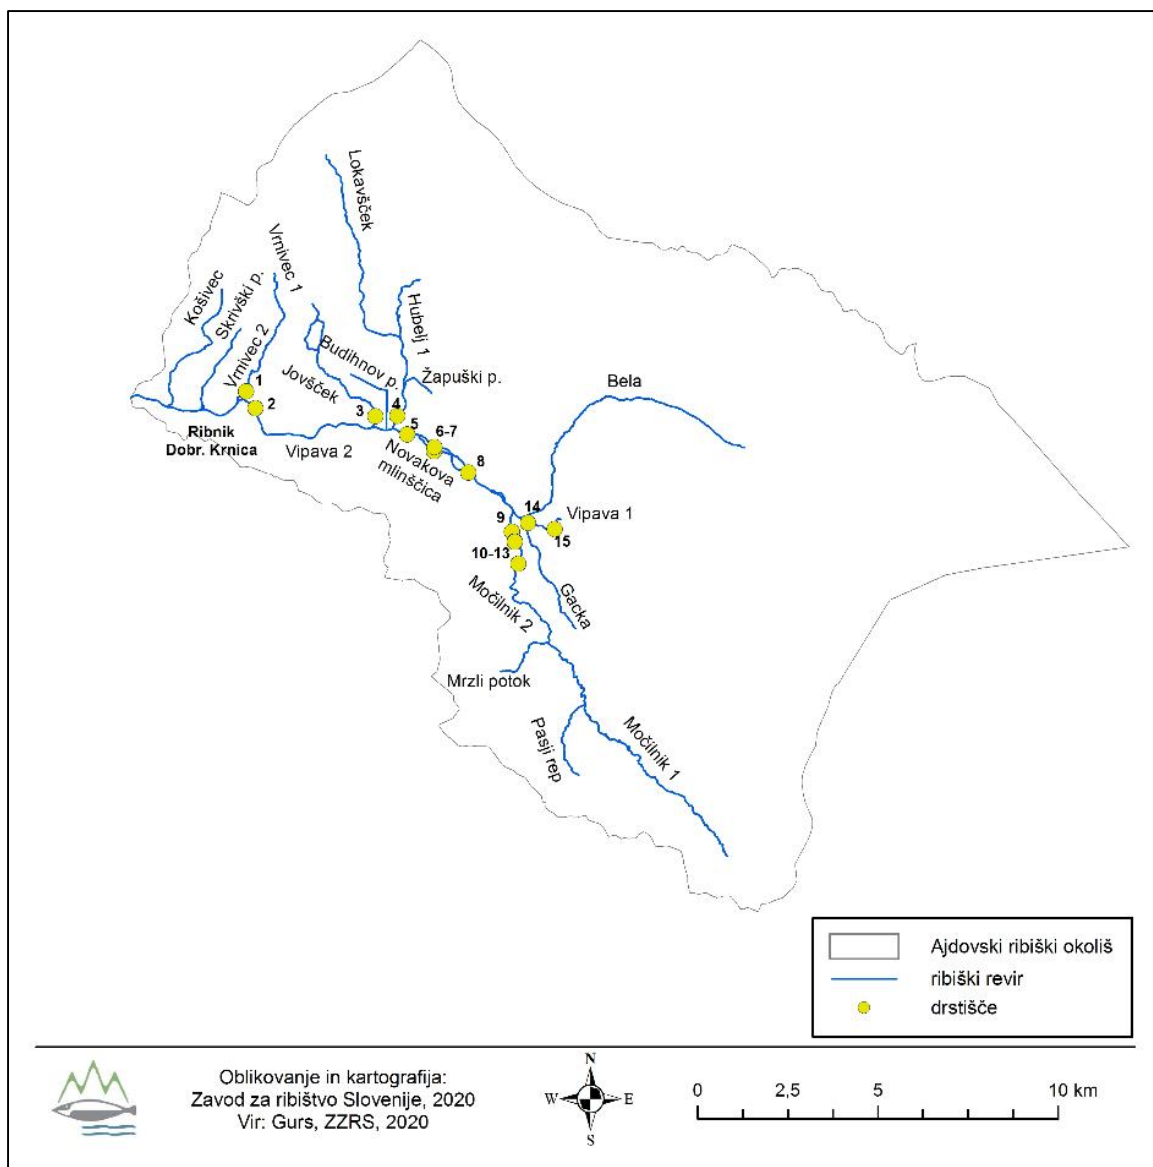 Lokavšček
Vrnivec 1
Košivec
Skrivški p.
Hubelj 1
Vrnivec 2
Budihnov p.
Jovšček
Žapuški p.
Bela
1
2
3
4
5
6-7
8
Ribnik
Dobr. Krnica
Vipava 2
Novakova
mlinščica
14
9
Vipava 1
15
10-13
Močilnik 2
Gacka
Mrzli potok
Pasji rep
Močilnik 1
Ajdovski ribiški okoliš
ribiški revir
drstišče
Oblikovanje in kartografija:
Zavod za ribištvo Slovenije, 2020
Vir: Gurs, ZZRS, 2020
N
W E
S
0 2,5 5 10 km